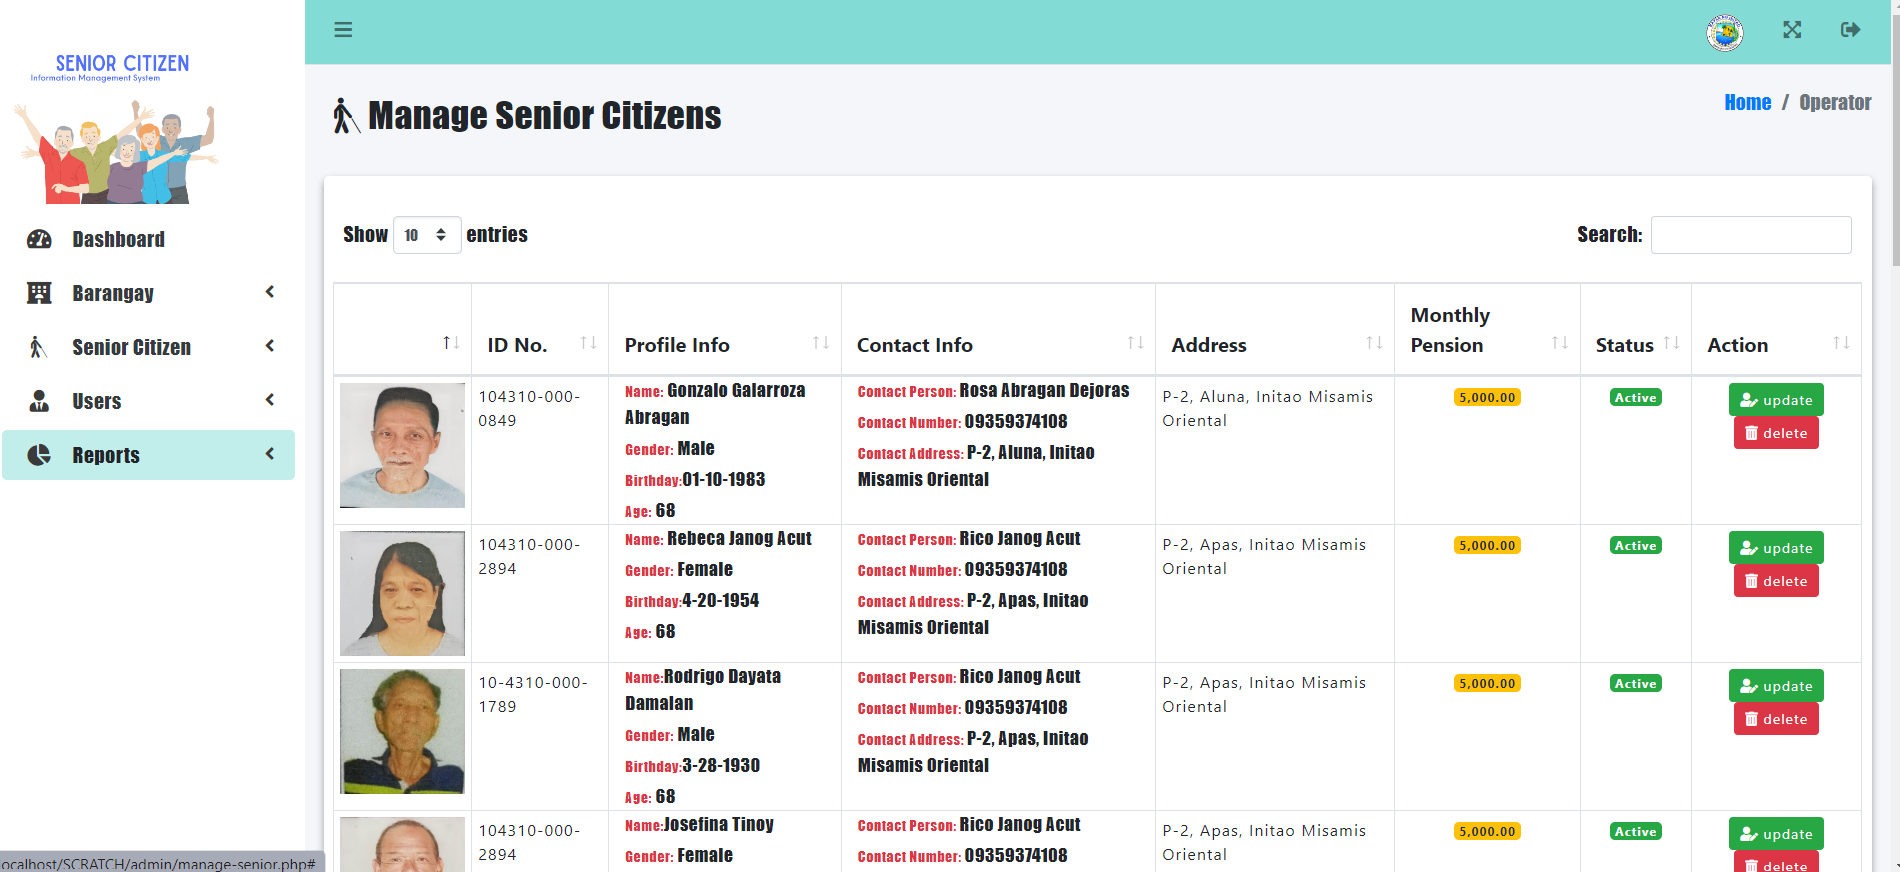 SENIOR CITIZEN
Information Management System
Dashboard
Barangay
Senior Citizen
Users
Reports
Manage Senior Citizens
Home / Operator
Show 10 entries
Search:
ID No.
Profile Info
Contact Info
Address
Monthly
Pension
Status
Action
104310-000-
0849
Name: Gonzalo Galarroza
Abragan
Gender: Male
Birthday:01-10-1983
Age: 68
Contact Person: Rosa Abragan Dejoras
Contact Number: 09359374108
Contact Address: P-2, Aluna, Initao
Misamis Oriental
P-2, Aluna, Initao Misamis
Oriental
5,000.00
Active
update
delete
104310-000-
2894
Name: Rebeca Janog Acut
Gender: Female
Birthday:4-20-1954
Age: 68
Contact Person: Rico Janog Acut
Contact Number: 09359374108
Contact Address: P-2, Apas, Initao
Misamis Oriental
P-2, Apas, Initao Misamis
Oriental
5,000.00
Active
update
delete
10-4310-000-
1789
Name:Rodrigo Dayata
Damalan
Gender: Male
Birthday:3-28-1930
Age: 68
Contact Person: Rico Janog Acut
Contact Number: 09359374108
Contact Address: P-2, Apas, Initao
Misamis Oriental
P-2, Apas, Initao Misamis
Oriental
5,000.00
Active
update
delete
104310-000-
2894
Name:Josefina Tinoy
Gender: Female
Contact Person: Rico Janog Acut
Contact Number: 09359374108
P-2, Apas, Initao Misamis
Oriental
5,000.00
Active
update
delete
localhost/SCRATCH/admin/manage-senior.php#